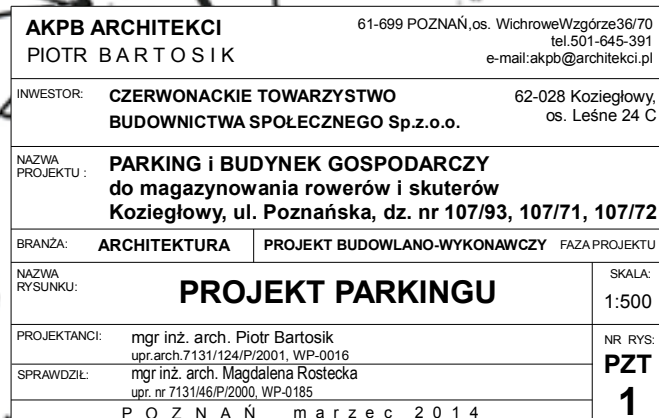 AKPB ARCHITEKCI
PIOTR BARTOSIK
61-699 POZNAŃ,os. WichroweWzgórze36/70
tel.501-645-391
e-mail:akpb@architekci.pl
INWESTOR:
CZERWONACKIE TOWARZYSTWO
BUDOWNICTWA SPOŁECZNEGO Sp.z.o.o.
62-028 Koziegłowy,
os. Leśne 24 C
NAZWA
PROJEKTU :
PARKING i BUDYNEK GOSPODARCZY
do magazynowania rowerów i skuterów
Koziegłowy, ul. Poznańska, dz. nr 107/93, 107/71, 107/72
BRANŻA: ARCHITEKTURA PROJEKT BUDOWLANO-WYKONAWCZY FAZA PROJEKTU
NAZWA
RYSUNKU:
PROJEKT PARKINGU
SKALA:
1:500
PROJEKTANCI: mgr inż. arch. Piotr Bartosik
upr.arch.7131/124/P/2001, WP-0016
SPRAWDZIŁ: mgr inż. arch. Magdalena Rostecka
upr. nr 7131/46/P/2000, WP-0185
NR RYS:
PZT
1
POZNAŃ marzec 2014